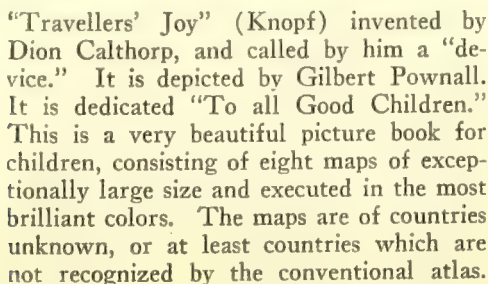 “Travellers’ Joy” (Knopf) invented by
Dion Calthorp, and called by him a “de-
vice.” It is depicted by Gilbert Pownall.
It is dedicated “To all Good Children.”
This is a very beautiful picture book for
children, consisting of eight maps of excep-
tionally large size and executed in the most
brilliant colors. The maps are of countries
unknown, or at least countries which are
not recognized by the conventional atlas.